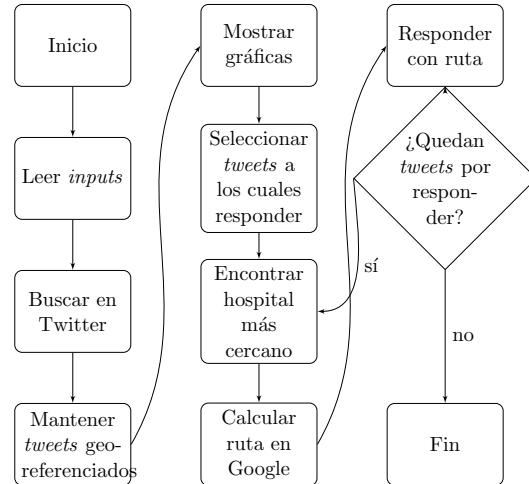 Inicio
Leer inputs
Buscar en
Twitter
Mantener
tweets geo-
referenciados
Mostrar
gráficas
Seleccionar
tweets a
los cuales
responder
Encontrar
hospital
más
cercano
Calcular
ruta en
Google
Responder
con ruta
¿Quedan
tweets por
respon-
der?
sí
no
Fin